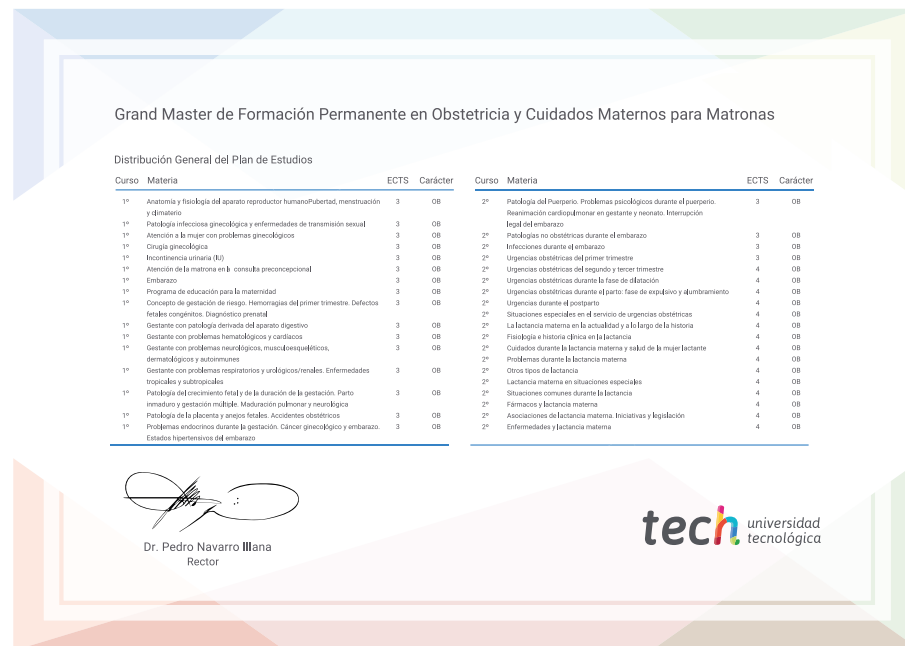 Grand Master de Formación Permanente en Obstetricia y Cuidados Maternos para Matronas
Distribución General del Plan de Estudios
Curso Materia ECTS Carácter
1º Anatomía y fisiología del aparato reproductor humanoPubertad, menstruación 3 OB
y climaterio
1º Patología infecciosa ginecológica y enfermedades de transmisión sexual 3 OB
1º Atención a la mujer con problemas ginecológicos 3 OB
1º Cirugía ginecológica 3 OB
1º Incontinencia urinaria (IU) 3 OB
1º Atención de la matrona en la consulta preconcepcional 3 OB
1º Embarazo 3 OB
1º Programa de educación para la maternidad 3 OB
1º Concepto de gestación de riesgo. Hemorragias del primer trimestre. Defectos 3 OB
fetales congénitos. Diagnóstico prenatal
1º Gestante con patología derivada del aparato digestivo 3 OB
1º Gestante con problemas hematológicos y cardíacos 3 OB
1º Gestante con problemas neurológicos, musculoesqueléticos, 3 OB
dermatológicos y autoinmunes
1º Gestante con problemas respiratorios y urológicos/renales. Enfermedades 3 OB
tropicales y subtropicales
1º Patología del crecimiento fetal y de la duración de la gestación. Parto 3 OB
inmaduro y gestación múltiple. Maduración pulmonar y neurológica
1º Patología de la placenta y anejos fetales. Accidentes obstétricos 3 OB
1º Problemas endocrinos durante la gestación. Cáncer ginecológico y embarazo. 3 OB
Estados hipertensivos del embarazo
Curso Materia ECTS Carácter
2º Patología del Puerperio. Problemas psicológicos durante el puerperio. 3 OB
Reanimación cardiopulmonar en gestante y neonato. Interrupción
legal del embarazo
2º Patologías no obstétricas durante el embarazo 3 OB
2º Infecciones durante el embarazo 3 OB
2º Urgencias obstétricas del primer trimestre 3 OB
2º Urgencias obstétricas del segundo y tercer trimestre 4 OB
2º Urgencias obstétricas durante la fase de dilatación 4 OB
2º Urgencias obstétricas durante el parto: fase de expulsivo y alumbramiento 4 OB
2º Urgencias durante el postparto 4 OB
2º Situaciones especiales en el servicio de urgencias obstétricas 4 OB
2º La lactancia materna en la actualidad y a lo largo de la historia 4 OB
2º Fisiología e historia clínica en la lactancia 4 OB
2º Cuidados durante la lactancia materna y salud de la mujer lactante 4 OB
2º Problemas durante la lactancia materna 4 OB
2º Otros tipos de lactancia 4 OB
2º Lactancia materna en situaciones especiales 4 OB
2º Situaciones comunes durante la lactancia 4 OB
2º Fármacos y lactancia materna 4 OB
2º Asociaciones de lactancia materna. Iniciativas y legislación 4 OB
2º Enfermedades y lactancia materna 4 OB
Dr. Pedro Navarro Illana
Rector
tech universidad
tecnológica